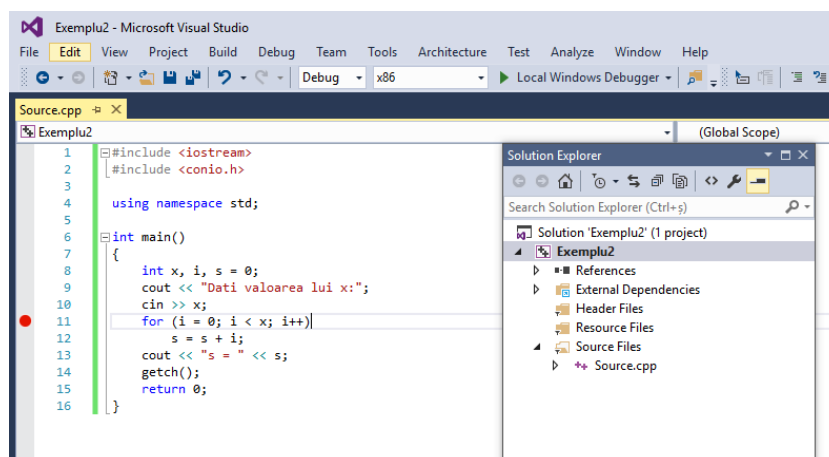 Exemplu2 - Microsoft Visual Studio
File Edit View Project Build Debug Team Tools Architecture Test Analyze Window Help
Debug x86 Local Windows Debugger
Source.cpp
Exemplu2 (Global Scope)
1 #include <iostream>
2 #include <conio.h>
3
4 using namespace std;
5
6 int main()
7 {
8 int x, i, s = 0;
9 cout << "Dati valoarea lui x:";
10 cin >> x;
11 for (i = 0; i < x; i++)
12 s = s + i;
13 cout << "s = " << s;
14 getch();
15 return 0;
16 }
Solution Explorer
Search Solution Explorer (Ctrl+ș)
Solution 'Exemplu2' (1 project)
Exemplu2
References
External Dependencies
Header Files
Resource Files
Source Files
Source.cpp